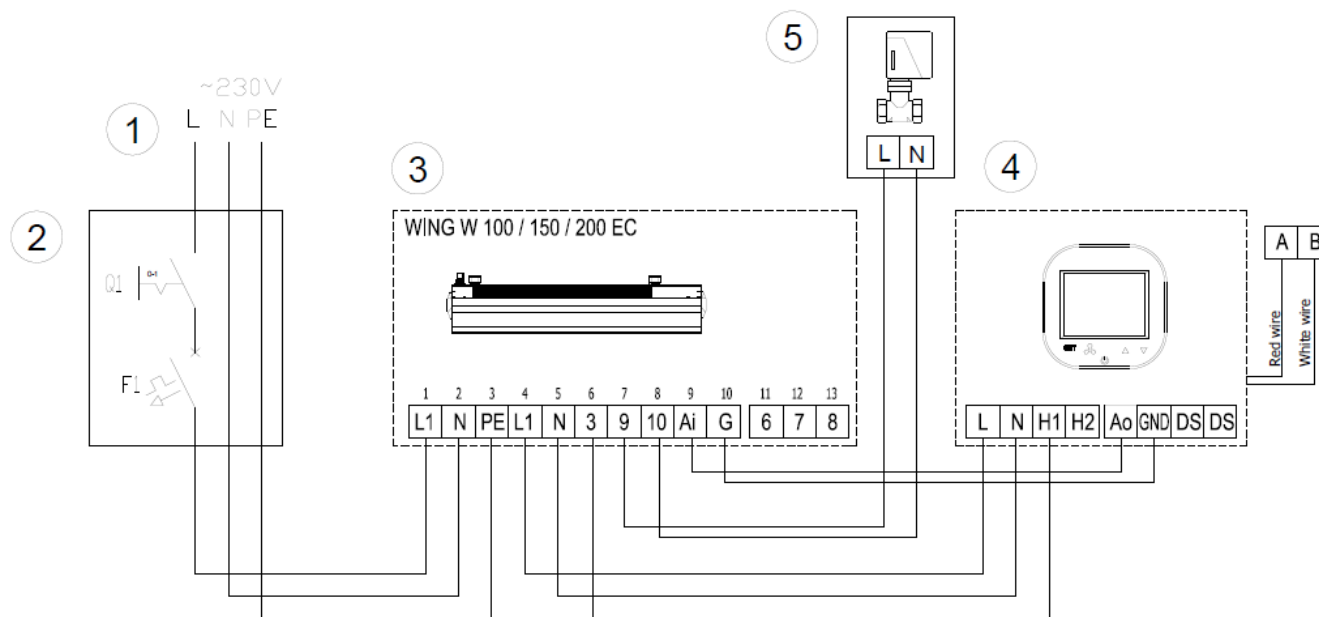 5
~230V
1
L N PE
L N
3
4
2
WING W 100 / 150 / 200 EC
A B
Q1
0-1
Red wire
White wire
F1
1 2 3 4 5 6 7 8 9 10 11 12 13
L1 N PE L1 N 3 9 10 Ai G 6 7 8
L N H1 H2 Ao GND DS DS